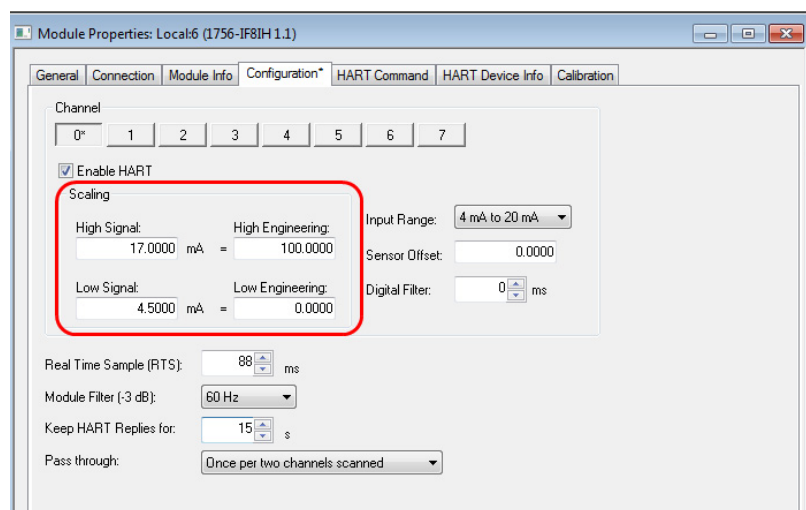 Module Properties: Local:6 (1756-IF8IH 1.1)
General Connection Module Info Configuration* HART Command HART Device Info Calibration
Channel
0* 1 2 3 4 5 6 7
Enable HART
Scaling
High Signal: High Engineering:
17.0000 mA = 100.0000
Low Signal: Low Engineering:
4.5000 mA = 0.0000
Input Range: 4 mA to 20 mA
Sensor Offset: 0.0000
Digital Filter: 0 ms
Real Time Sample (RTS): 88 ms
Module Filter (-3 dB): 60 Hz
Keep HART Replies for: 15 s
Pass through: Once per two channels scanned